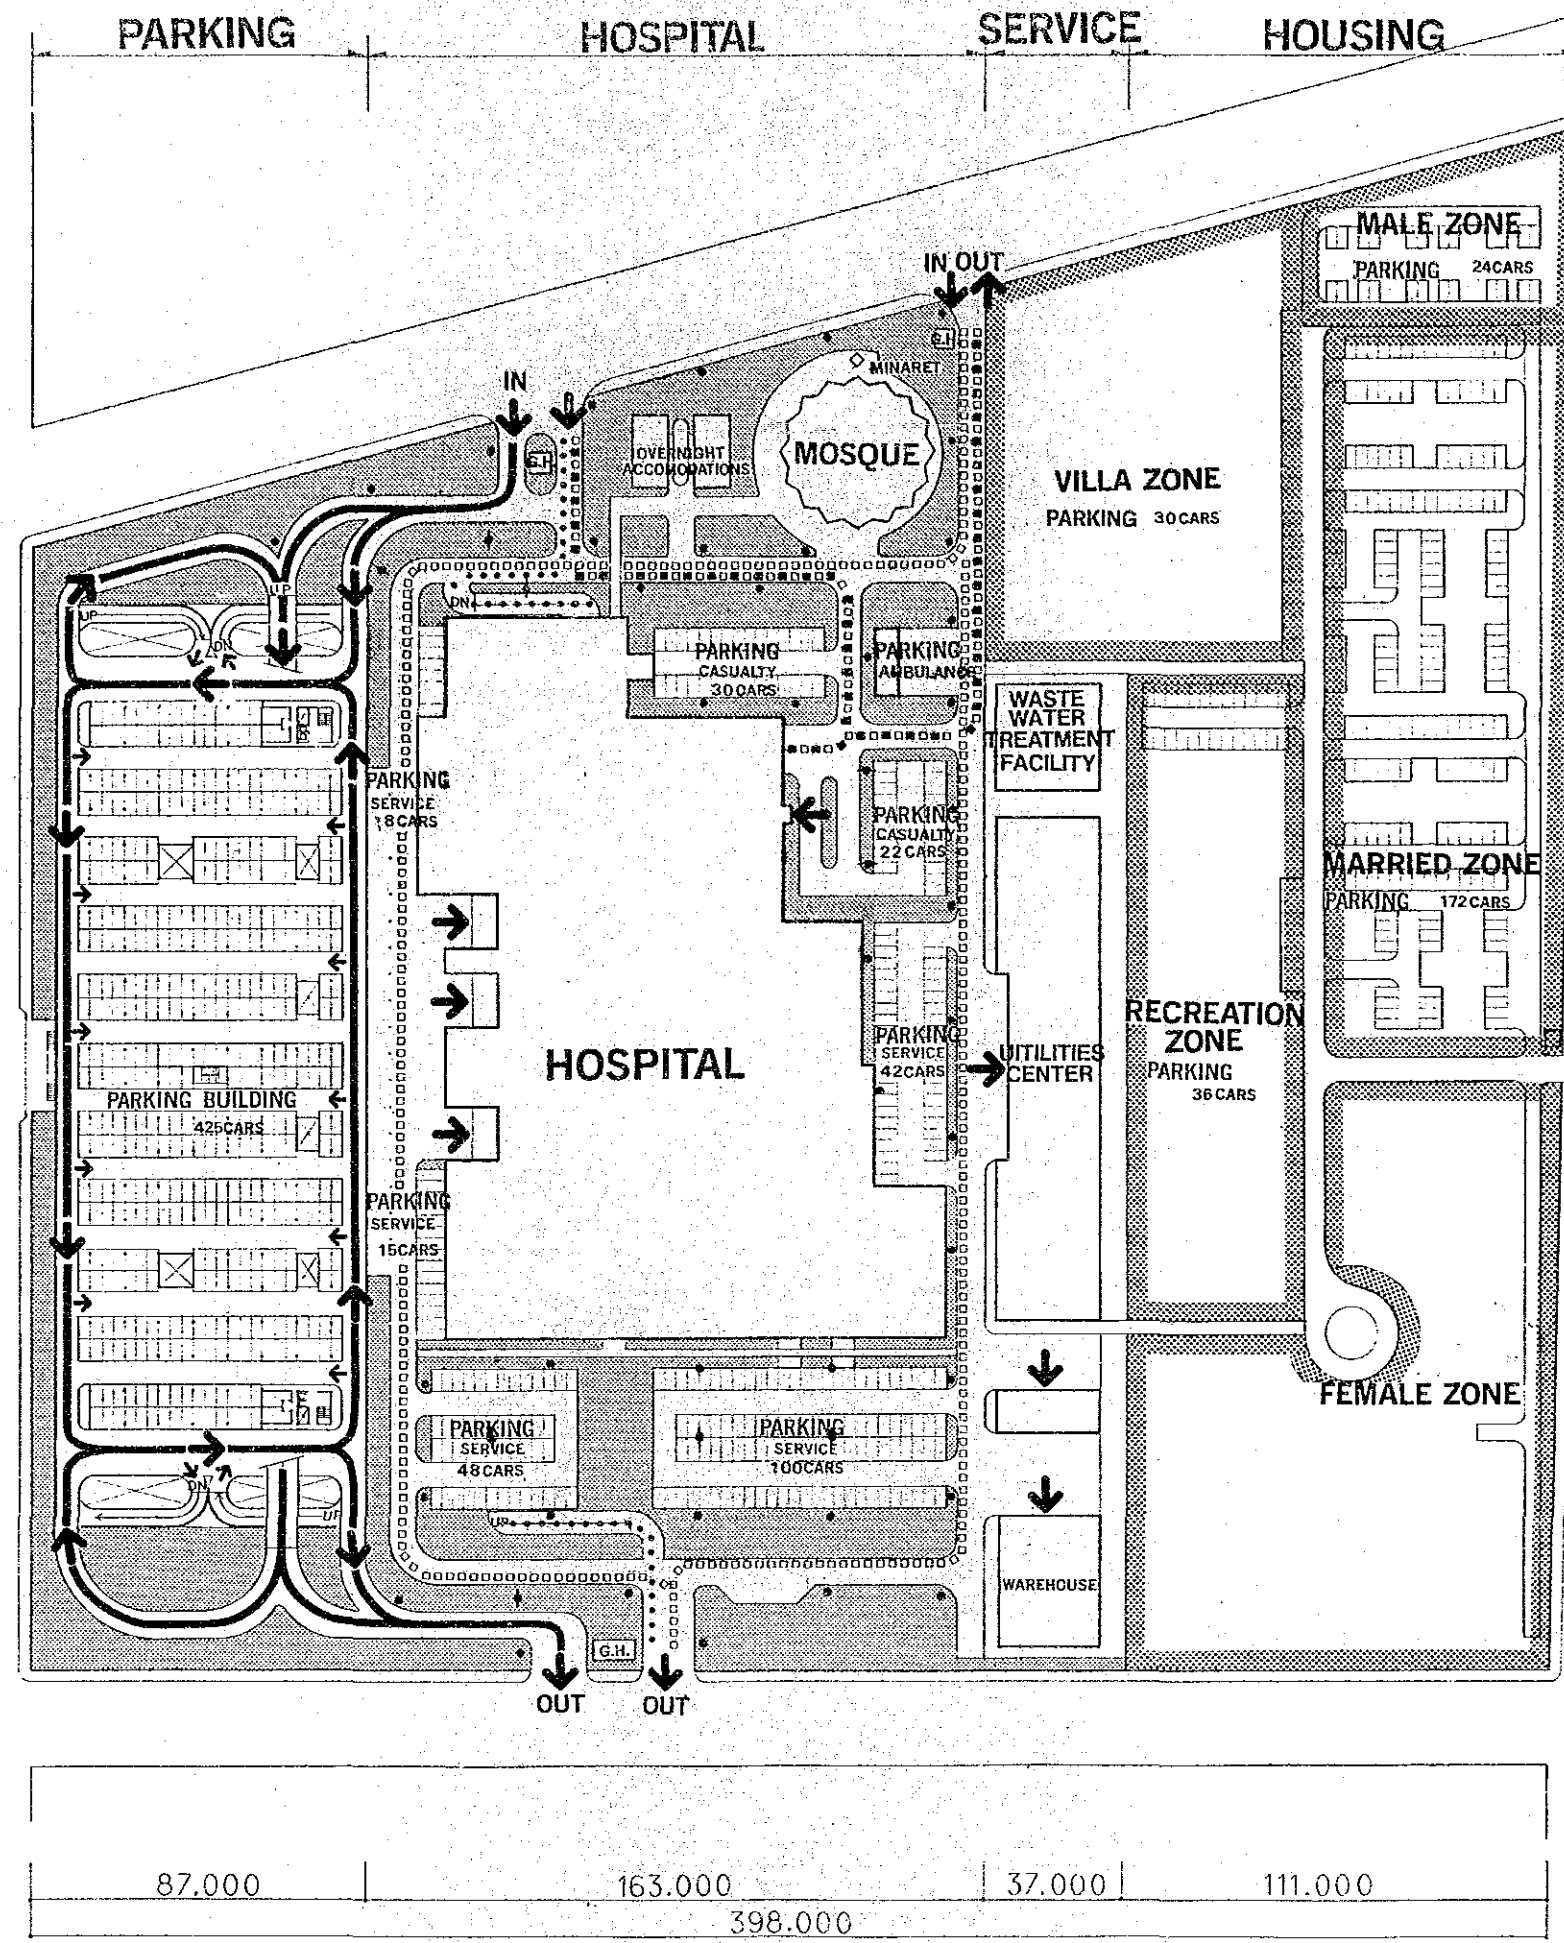 PARKING
HOSPITAL
SERVICE
HOUSING
MALE ZONE
PARKING 24CARS
IN OUT
G.H
MINARET
IN
G.H
OVERNIGHT
ACCOMODATIONS
MOSQUE
VILLA ZONE
PARKING 30CARS
UP
UP
DN
DN
PARKING
CASUALTY
30CARS
PARKING
AMBULANCE
WASTE
WATER
TREATMENT
FACILITY
PARKING
SERVICE
8CARS
PARKING
CASUALTY
22CARS
MARRIED ZONE
PARKING 172CARS
HOSPITAL
PARKING
SERVICE
42CARS
UITILITIES
CENTER
RECREATION
ZONE
PARKING
36CARS
PARKING BUILDING
425CARS
PARKING
SERVICE
15CARS
FEMALE ZONE
PARKING
SERVICE
48CARS
PARKING
SERVICE
100CARS
DN
UP
UP
WAREHOUSE
G.H.
OUT
OUT
87.000
163.000
37.000
111.000
398.000